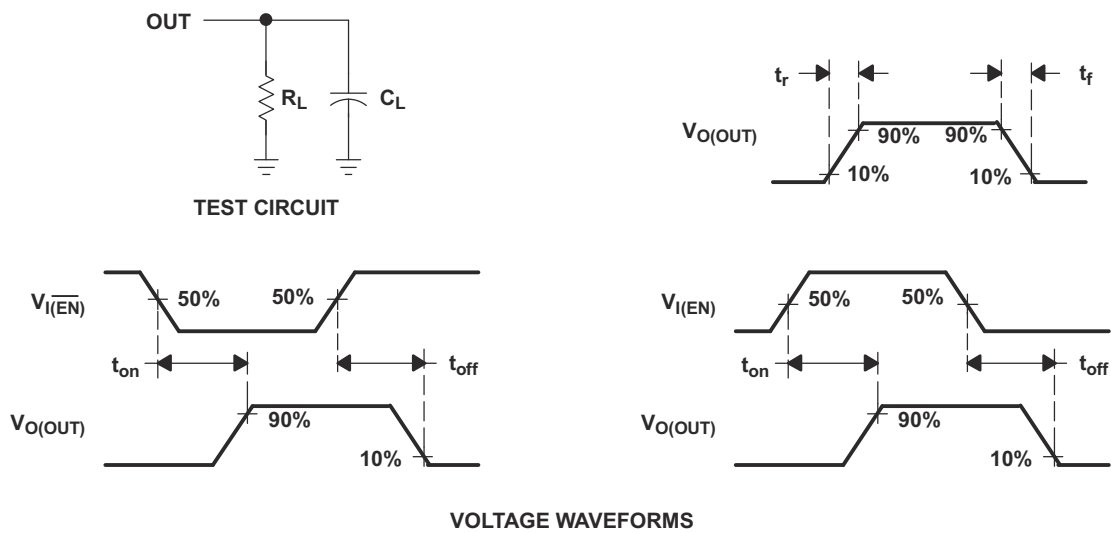 OUT
R_L
C_L
TEST CIRCUIT
t_r
t_f
V_O(OUT)
90%
90%
10%
10%
V_I(E̅N̅)
50%
50%
t_on
t_off
V_O(OUT)
90%
10%
V_I(EN)
50%
50%
t_on
t_off
V_O(OUT)
90%
10%
VOLTAGE WAVEFORMS